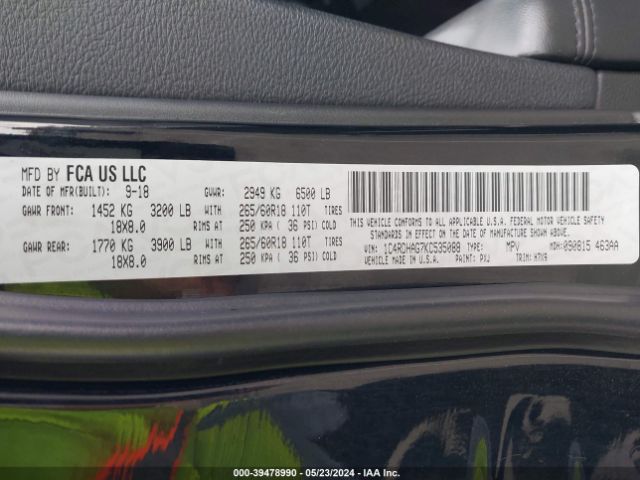 MFD BY FCA US LLC
DATE OF MFR(BUILT): 9-18 GVWR: 2949 KG 6500 LB
GAWR FRONT: 1452 KG 3200 LB WITH 265/60R18 110T TIRES
18X8.0 RIMS AT 250 KPA ( 36 PSI) COLD
GAWR REAR: 1770 KG 3900 LB WITH 265/60R18 110T TIRES
18X8.0 RIMS AT 250 KPA ( 36 PSI) COLD
THIS VEHICLE CONFORMS TO ALL APPLICABLE U.S.A. FEDERAL MOTOR VEHICLE SAFETY
STANDARDS IN EFFECT ON THE DATE OF MANUFACTURE SHOWN ABOVE.
VIN: 1C4RDHAG7KC535088 TYPE: MPV MDH: 090815 463AA
VEHICLE MADE IN U.S.A. PAINT: PXJ TRIM:
000-39478990 - 05/23/2024 - IAA Inc.